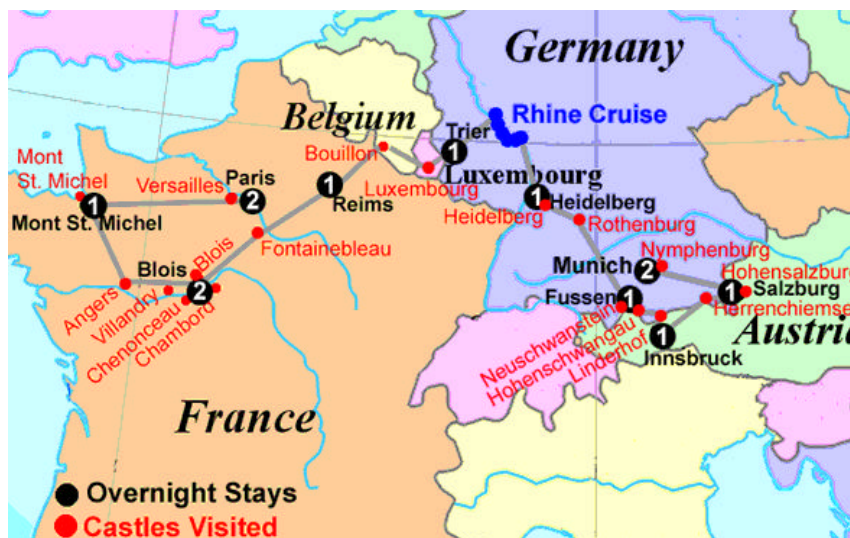 Germany
Rhine Cruise
Belgium
Trier
1
Bouillon
Luxembourg
Luxembourg
Mont
St. Michel
Versailles
Paris
2
1
Reims
1
Mont St. Michel
1
Heidelberg
Heidelberg
Rothenburg
Fontainebleau
Blois
Blois
2
Angers
Villandry
Chenonceau
Chambord
Nymphenburg
Munich
2
Hohensalzburg
1
Salzburg
Fussen
1
Herrenchiemse
Neuschwanstein
Hohenschwangau
Linderhof
1
Innsbruck
Austria
France
Overnight Stays
Castles Visited